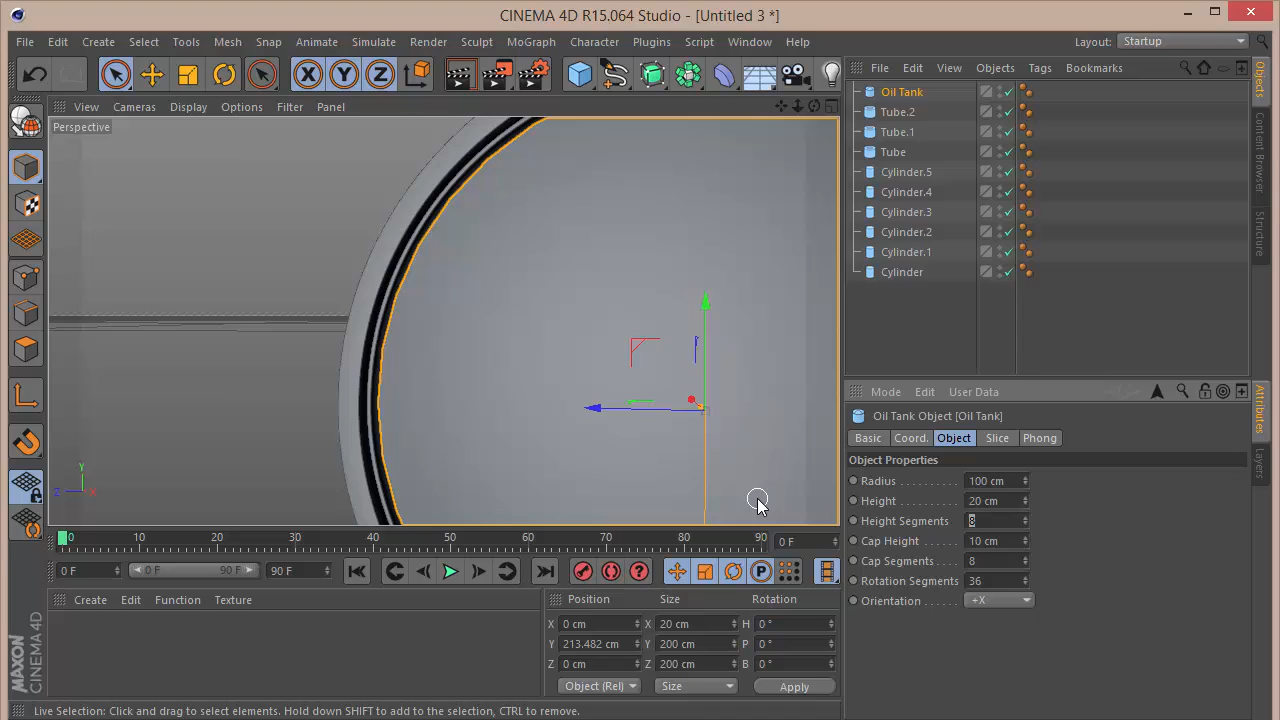 CINEMA 4D R15.064 Studio - [Untitled 3 *]
File Edit Create Select Tools Mesh Snap Animate Simulate Render Sculpt MoGraph Character Plugins Script Window Help
Layout: Startup
X Y Z
File Edit View Objects Tags Bookmarks
View Cameras Display Options Filter Panel
Perspective
Oil Tank
Tube.2
Tube.1
Tube
Cylinder.5
Cylinder.4
Cylinder.3
Cylinder.2
Cylinder.1
Cylinder
Objects
Content Browser
Structure
Mode Edit User Data
Oil Tank Object [Oil Tank]
Basic Coord. Object Slice Phong
Object Properties
Radius . . . . . . . . . . 100 cm
Height . . . . . . . . . . 20 cm
Height Segments 8
Cap Height . . . . . 10 cm
Cap Segments . . 8
Rotation Segments 36
Orientation . . . . . . +X
Attributes
Layers
Y
Z X
0 10 20 30 40 50 60 70 80 90 0 F
0 F 0 F 90 F 90 F
P
Create Edit Function Texture
Position Size Rotation
X 0 cm X 20 cm H 0 °
Y 213.482 cm Y 200 cm P 0 °
Z 0 cm Z 200 cm B 0 °
Object (Rel) Size Apply
MAXON
CINEMA 4D
Live Selection: Click and drag to select elements. Hold down SHIFT to add to the selection, CTRL to remove.